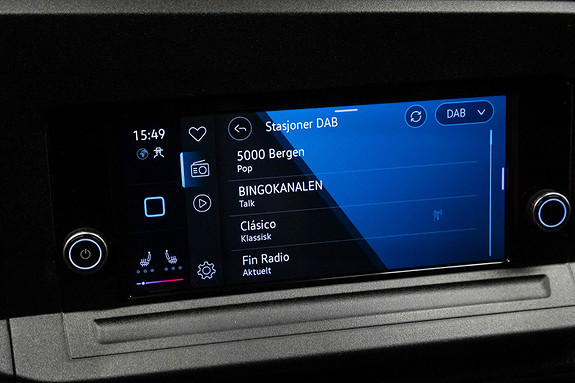 15:49
Stasjoner DAB
DAB
5000 Bergen
Pop
BINGOKANALEN
Talk
Clásico
Klassisk
Fin Radio
Aktuelt